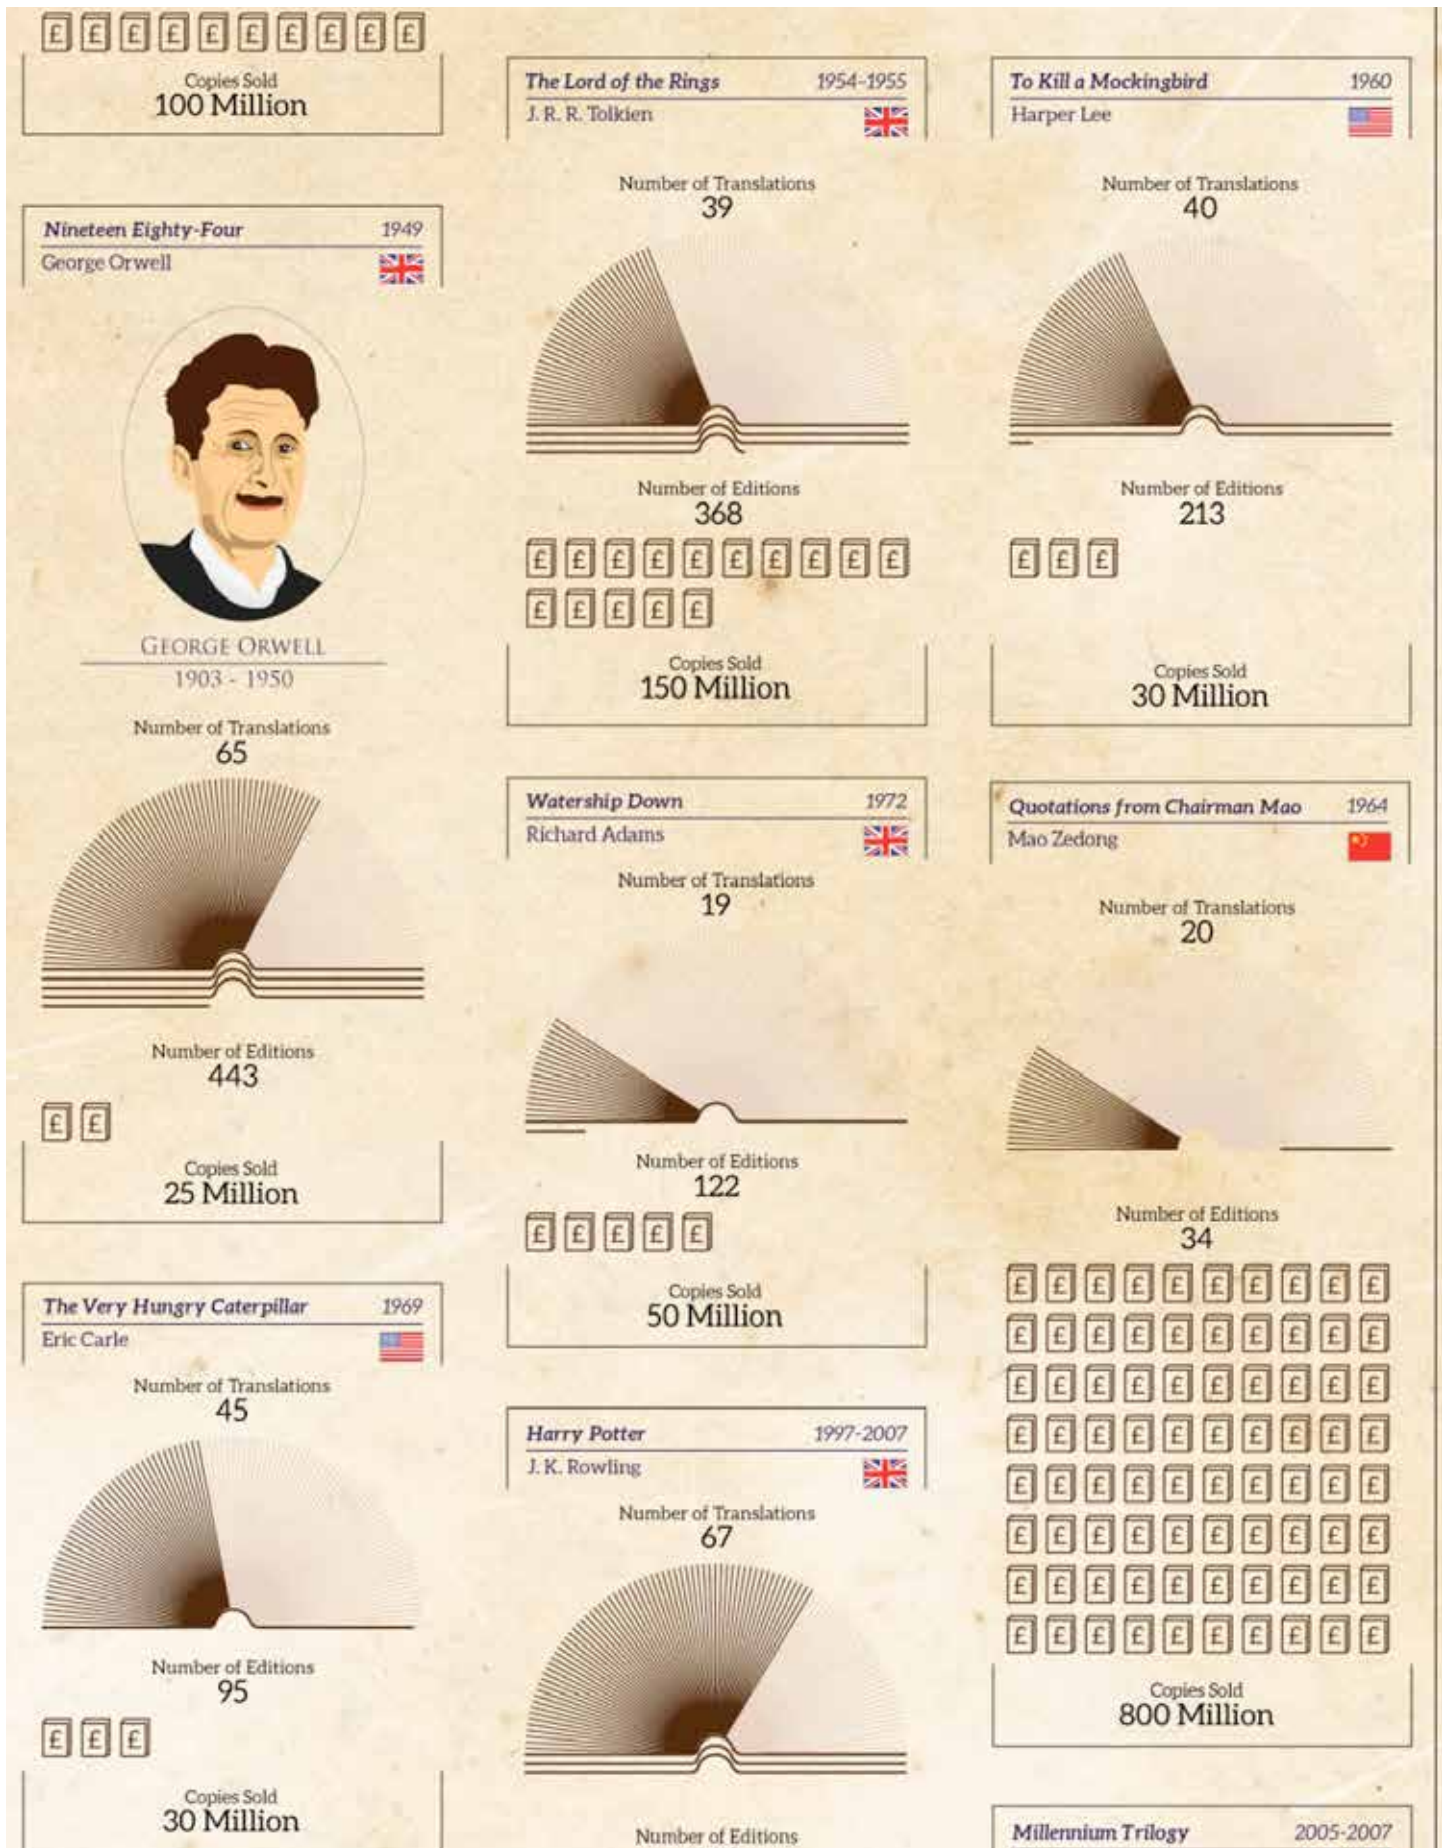 £ £ £ £ £ £ £ £ £ £
Copies Sold
100 Million
Nineteen Eighty-Four 1949
George Orwell
GEORGE ORWELL
1903 - 1950
Number of Translations
65
Number of Editions
443
£ £
Copies Sold
25 Million
The Very Hungry Caterpillar 1969
Eric Carle
Number of Translations
45
Number of Editions
95
£ £ £
Copies Sold
30 Million
The Lord of the Rings 1954-1955
J. R. R. Tolkien
Number of Translations
39
Number of Editions
368
£ £ £ £ £ £ £ £ £ £
£ £ £ £ £
Copies Sold
150 Million
Watership Down 1972
Richard Adams
Number of Translations
19
Number of Editions
122
£ £ £ £ £
Copies Sold
50 Million
Harry Potter 1997-2007
J. K. Rowling
Number of Translations
67
Number of Editions
To Kill a Mockingbird 1960
Harper Lee
Number of Translations
40
Number of Editions
213
£ £ £
Copies Sold
30 Million
Quotations from Chairman Mao 1964
Mao Zedong
Number of Translations
20
Number of Editions
34
£ £ £ £ £ £ £ £ £ £
£ £ £ £ £ £ £ £ £ £
£ £ £ £ £ £ £ £ £ £
£ £ £ £ £ £ £ £ £ £
£ £ £ £ £ £ £ £ £ £
£ £ £ £ £ £ £ £ £ £
£ £ £ £ £ £ £ £ £ £
£ £ £ £ £ £ £ £ £ £
Copies Sold
800 Million
Millennium Trilogy 2005-2007